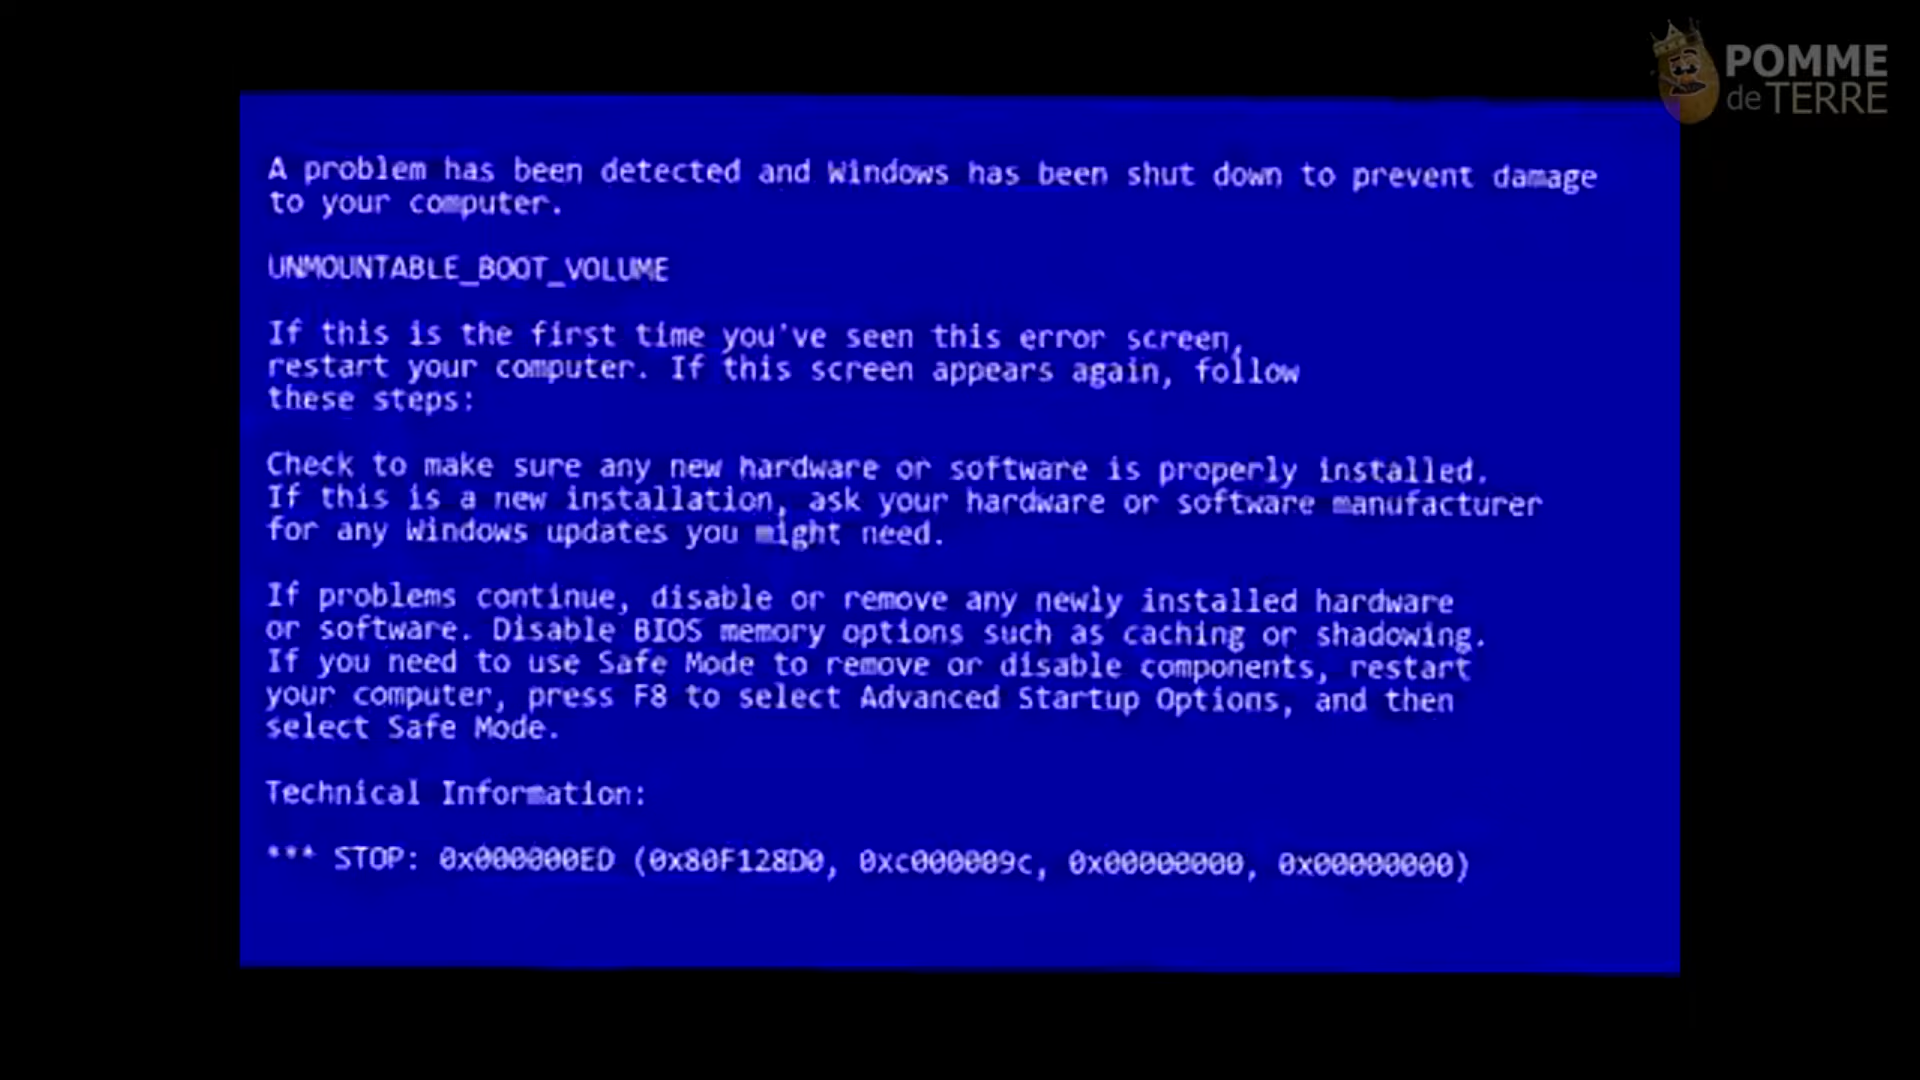 POMME
de TERRE
A problem has been detected and Windows has been shut down to prevent damage
to your computer.
UNMOUNTABLE_BOOT_VOLUME
If this is the first time you've seen this error screen,
restart your computer. If this screen appears again, follow
these steps:
Check to make sure any new hardware or software is properly installed.
If this is a new installation, ask your hardware or software manufacturer
for any Windows updates you might need.
If problems continue, disable or remove any newly installed hardware
or software. Disable BIOS memory options such as caching or shadowing.
If you need to use Safe Mode to remove or disable components, restart
your computer, press F8 to select Advanced Startup Options, and then
select Safe Mode.
Technical Information:
*** STOP: 0x000000ED (0x80F128D0, 0xc000009c, 0x00000000, 0x00000000)